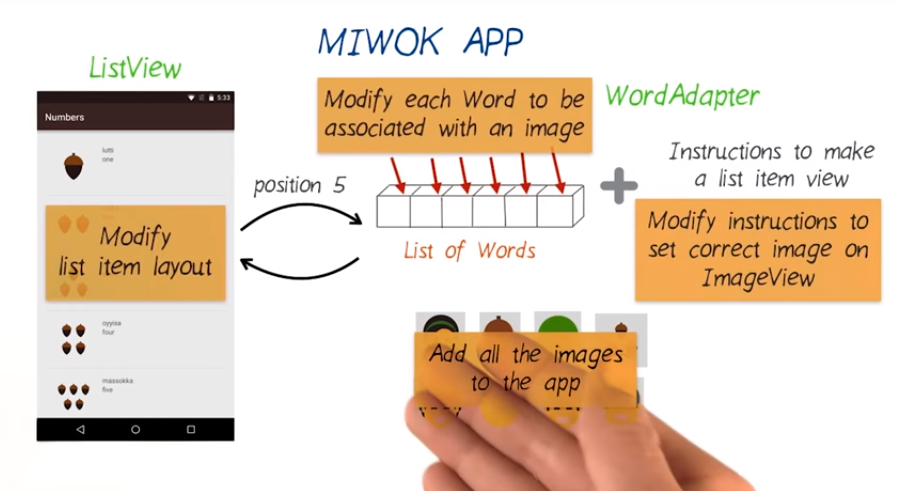 MIWOK APP
ListView
5:33
Numbers
lutti
one
Modify
list item layout
oyyisa
four
massokka
five
position 5
Modify each Word to be
associated with an image
List of Words
WordAdapter
Instructions to make
a list item view
Modify instructions to
set correct image on
ImageView
Add all the images
to the app